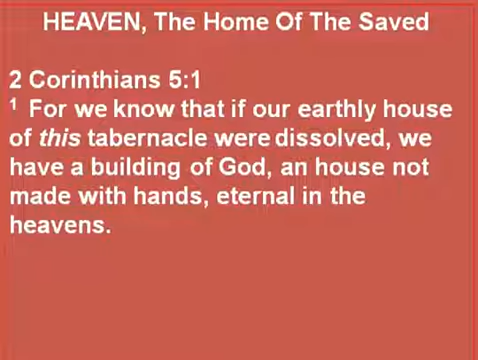 HEAVEN, The Home Of The Saved
2 Corinthians 5:1
1 For we know that if our earthly house
of this tabernacle were dissolved, we
have a building of God, an house not
made with hands, eternal in the
heavens.